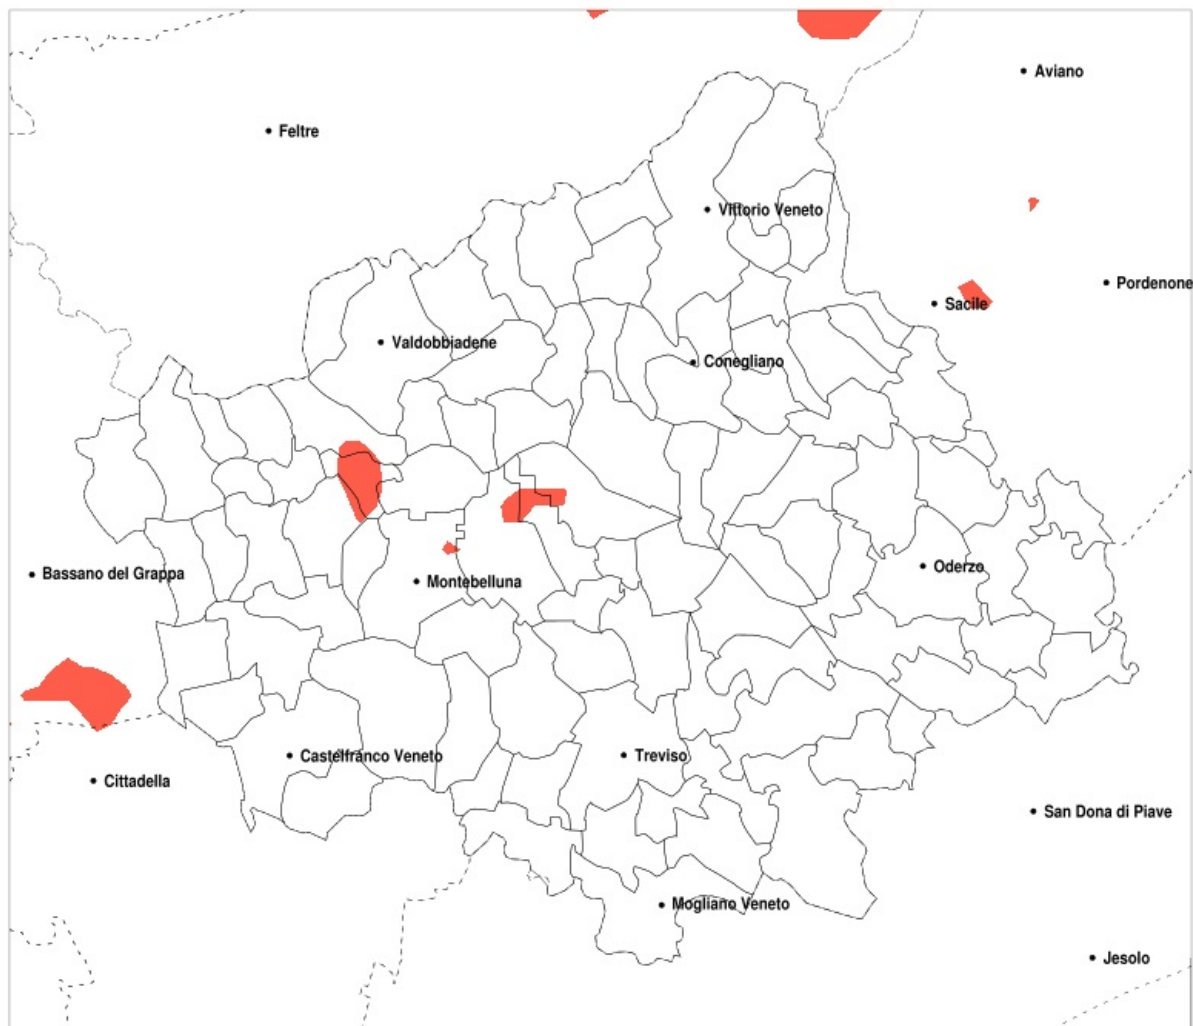 Aviano
Feltre
Vittorio Veneto
Pordenone
Sacile
Valdobbiadene
Conegliano
Oderzo
Bassano del Grappa
Montebelluna
Castelfranco Veneto
Treviso
Cittadella
San Dona di Piave
Mogliano Veneto
Jesolo